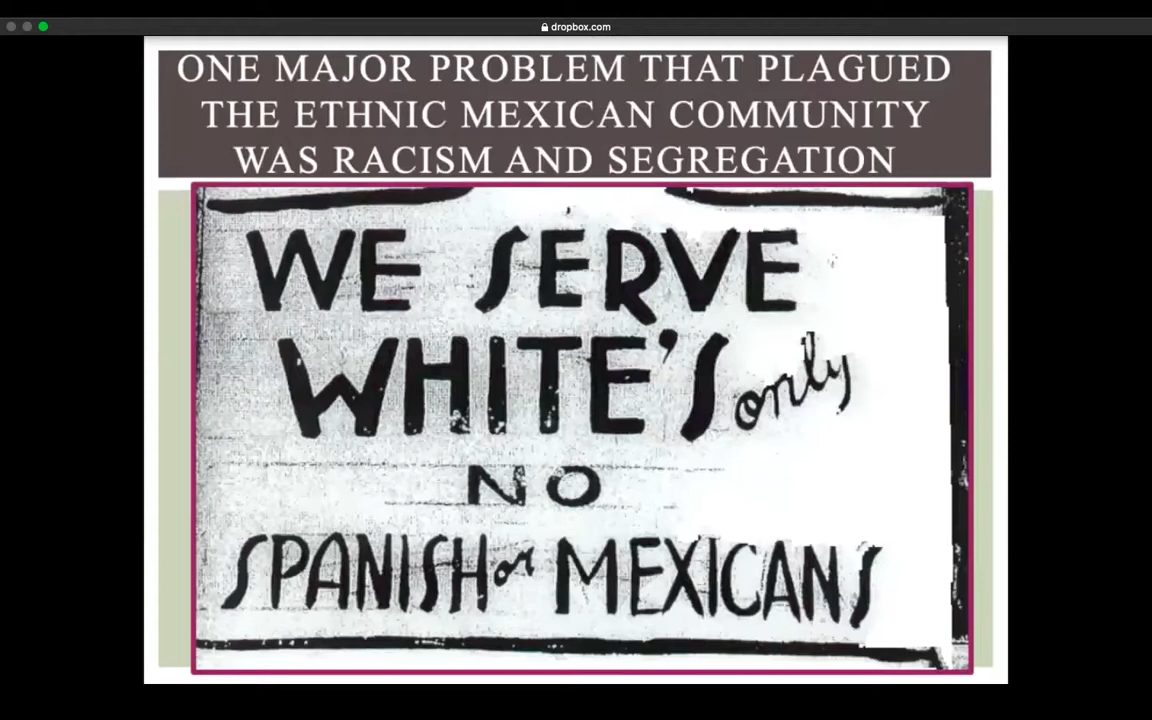 dropbox.com
ONE MAJOR PROBLEM THAT PLAGUED
THE ETHNIC MEXICAN COMMUNITY
WAS RACISM AND SEGREGATION
WE SERVE
WHITE'S only
NO
SPANISH or MEXICANS